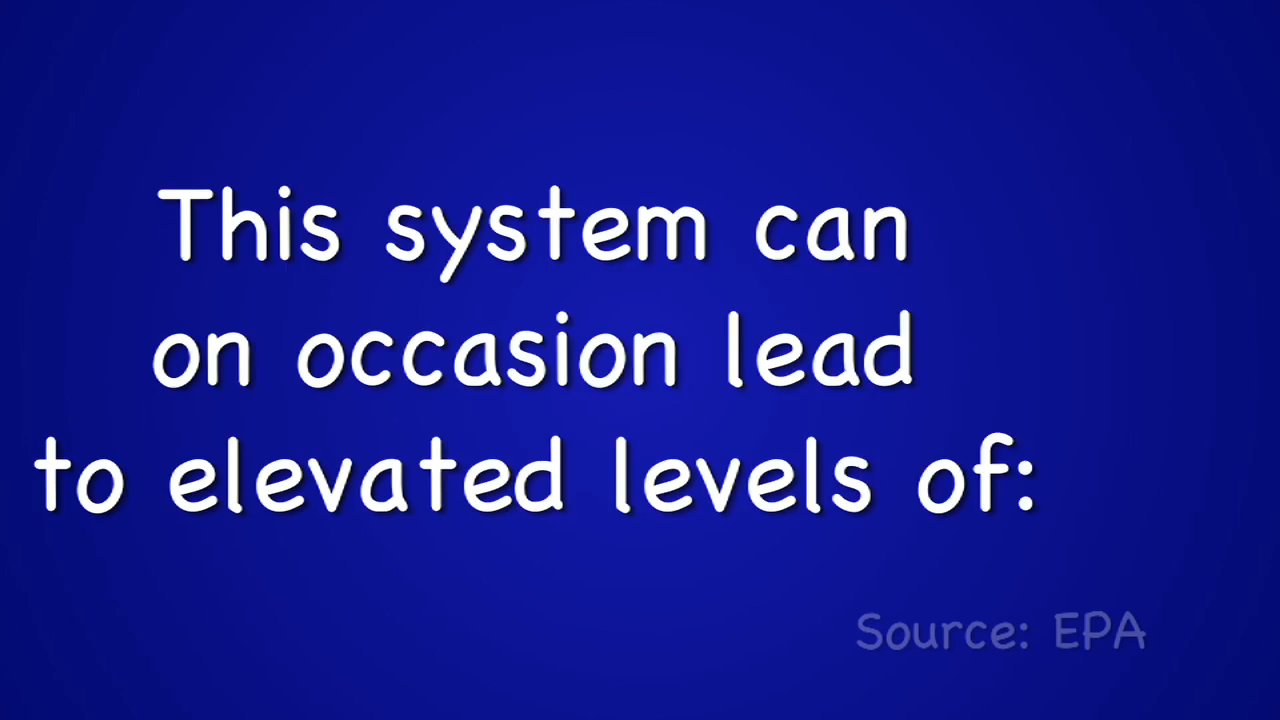 This system can
on occasion lead
to elevated levels of:
Source: EPA